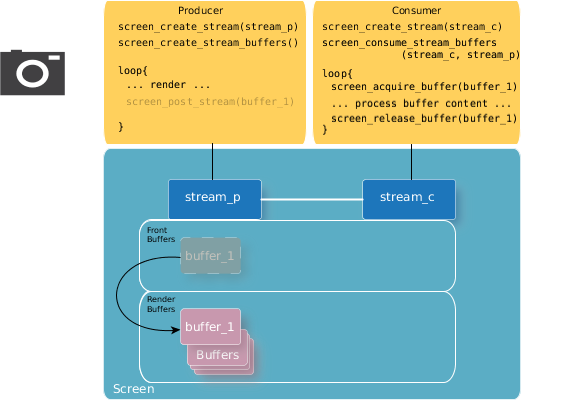 Producer
screen_create_stream(stream_p)
screen_create_stream_buffers()
loop{
... render ...
screen_post_stream(buffer_1)
}
Consumer
screen_create_stream(stream_c)
screen_consume_stream_buffers
(stream_c, stream_p)
loop{
screen_acquire_buffer(buffer_1)
... process buffer content ...
screen_release_buffer(buffer_1)
}
stream_p
stream_c
Front
Buffers
buffer_1
Render
Buffers
buffer_1
Buffers
Screen